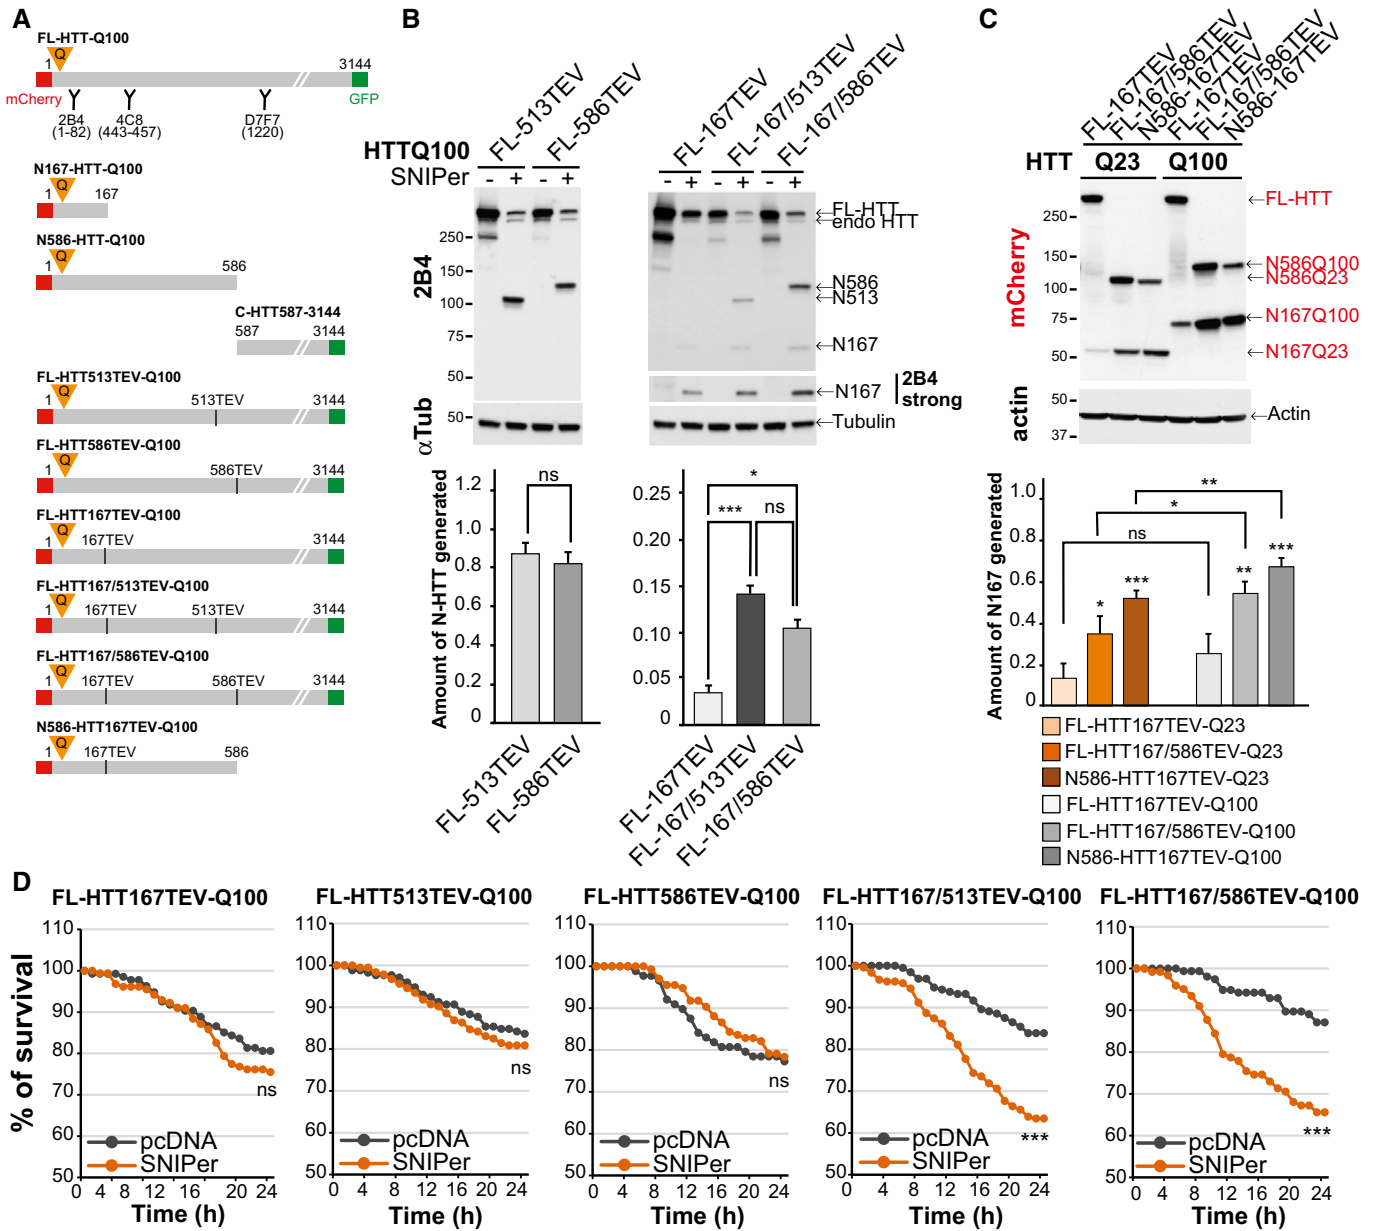 A
FL-HTT-Q100
Q
1
3144
mCherry
GFP
2B4
(1-82)
4C8
(443-457)
D7F7
(1220)
N167-HTT-Q100
Q
1
167
N586-HTT-Q100
Q
1
586
C-HTT587-3144
587
3144
FL-HTT513TEV-Q100
Q
1
513TEV
3144
FL-HTT586TEV-Q100
Q
1
586TEV
3144
FL-HTT167TEV-Q100
Q
1
167TEV
3144
FL-HTT167/513TEV-Q100
Q
1
167TEV
513TEV
3144
FL-HTT167/586TEV-Q100
Q
1
167TEV
586TEV
3144
N586-HTT167TEV-Q100
Q
1
167TEV
586
B
FL-513TEV
FL-586TEV
FL-167TEV
FL-167/513TEV
FL-167/586TEV
HTTQ100
SNIPer
- + - +
- + - + - +
2B4
250
150
100
75
50
FL-HTT
endo HTT
N586
N513
N167
N167
2B4
strong
αTub
50
Tubulin
Amount of N-HTT generated
1.2
1.0
0.8
0.6
0.4
0.2
0
ns
FL-513TEV
FL-586TEV
0.25
0.20
0.15
0.10
0.05
0
*
***
ns
FL-167TEV
FL-167/513TEV
FL-167/586TEV
C
FL-167TEV
FL-167/586TEV
N586-167TEV
FL-167TEV
FL-167/586TEV
N586-167TEV
HTT
Q23
Q100
mCherry
250
150
100
75
50
FL-HTT
N586Q100
N586Q23
N167Q100
N167Q23
actin
50
37
Actin
Amount of N167 generated
1.0
0.8
0.6
0.4
0.2
0
**
*
ns
*
***
**
***
FL-HTT167TEV-Q23
FL-HTT167/586TEV-Q23
N586-HTT167TEV-Q23
FL-HTT167TEV-Q100
FL-HTT167/586TEV-Q100
N586-HTT167TEV-Q100
D
% of survival
FL-HTT167TEV-Q100
110
100
90
80
70
60
50
ns
pcDNA
SNIPer
0 4 8 12 16 20 24
Time (h)
FL-HTT513TEV-Q100
110
100
90
80
70
60
50
ns
pcDNA
SNIPer
0 4 8 12 16 20 24
Time (h)
FL-HTT586TEV-Q100
110
100
90
80
70
60
50
ns
pcDNA
SNIPer
0 4 8 12 16 20 24
Time (h)
FL-HTT167/513TEV-Q100
110
100
90
80
70
60
50
***
pcDNA
SNIPer
0 4 8 12 16 20 24
Time (h)
FL-HTT167/586TEV-Q100
110
100
90
80
70
60
50
***
pcDNA
SNIPer
0 4 8 12 16 20 24
Time (h)